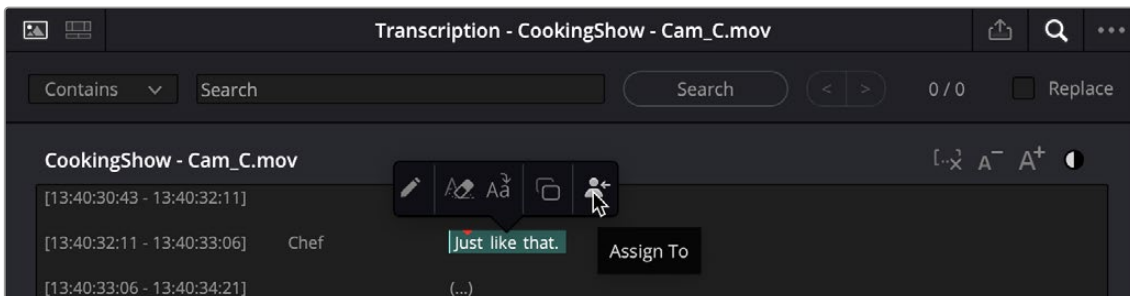 Transcription - CookingShow - Cam_C.mov
Contains Search Search < > 0 / 0 Replace
CookingShow - Cam_C.mov A− A+
[13:40:30:43 - 13:40:32:11]
Aa
[13:40:32:11 - 13:40:33:06] Chef Just like that.
Assign To
[13:40:33:06 - 13:40:34:21] (...)